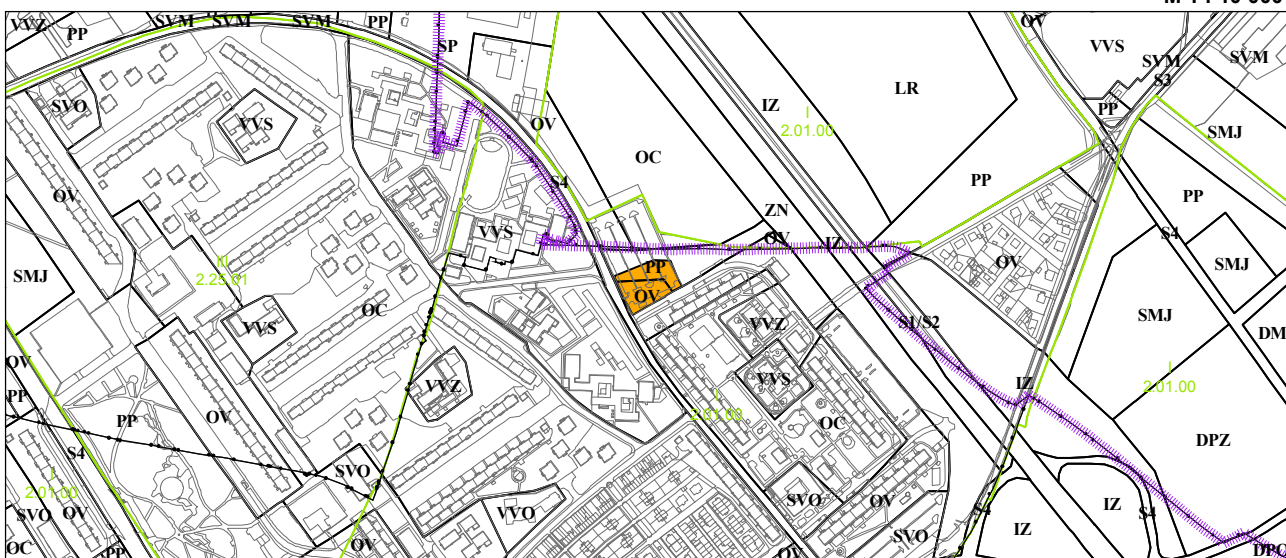 VVZ
PP
SVM
SVM
SVM
PP
SP
OV
VVS
SVM
S3
SVM
SVO
VVS
OV
IZ
I
2.01.00
LR
PP
SMJ
OV
OC
S4
PP
OV
VVS
ZN
OV
IZ
PP
S4
SMJ
SMJ
III
2.25.01
OC
PP
OV
OV
SMJ
DM
VVS
VVZ
S1/S2
OV
VVZ
VVS
I
2.01.00
IZ
I
2.01.00
PP
PP
OV
OC
DPZ
S4
SVO
SVO
OV
IZ
I
2.01.00
SVO
OV
VVO
S4
S4
OC
PP
OV
OV
SVO
IZ
DPC